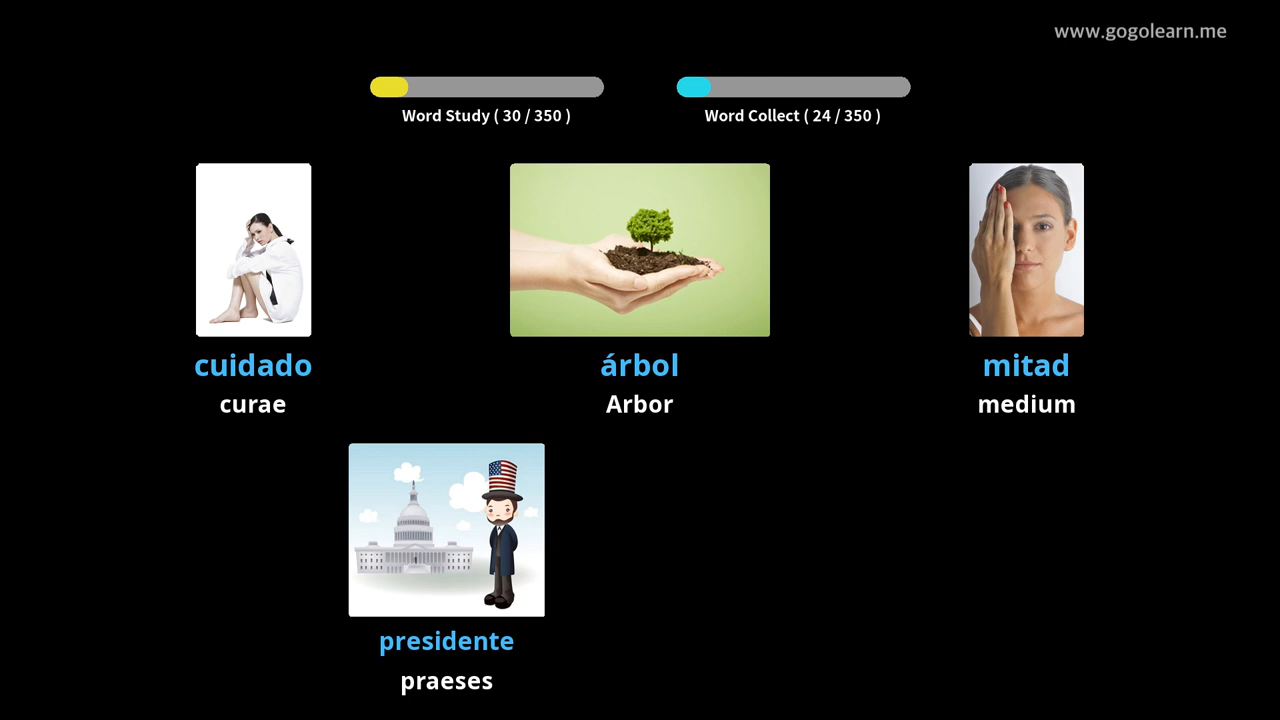 www.gogolearn.me
Word Study ( 30 / 350 )
Word Collect ( 24 / 350 )
cuidado
curae
árbol
Arbor
mitad
medium
presidente
praeses